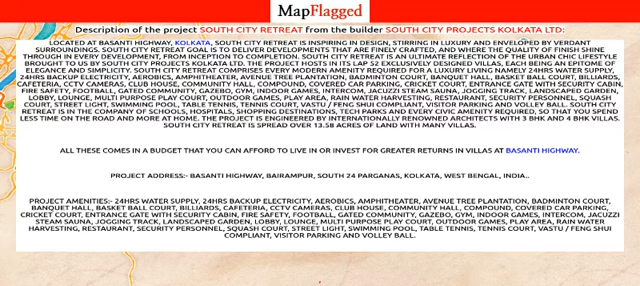 MapFlagged
Description of the project SOUTH CITY RETREAT from the builder SOUTH CITY PROJECTS KOLKATA LTD:
LOCATED AT BASANTI HIGHWAY, KOLKATA, SOUTH CITY RETREAT IS INSPIRING IN DESIGN, STIRRING IN LUXURY AND ENVELOPED BY VERDANT
SURROUNDINGS. SOUTH CITY RETREAT GOAL IS TO DELIVER DEVELOPMENTS THAT ARE FINELY CRAFTED, AND WHERE THE QUALITY OF FINISH SHINE
THROUGH IN EVERY DEVELOPMENT, FROM INCEPTION TO COMPLETION. SOUTH CITY RETREAT IS AN ULTIMATE REFLECTION OF THE URBAN CHIC LIFESTYLE
BROUGHT TO US BY SOUTH CITY PROJECTS KOLKATA LTD. THE PROJECT HOSTS IN ITS LAP 52 EXCLUSIVELY DESIGNED VILLAS, EACH BEING AN EPITOME OF
ELEGANCE AND SIMPLICITY. SOUTH CITY RETREAT COMPRISES EVERY MODERN AMENITY REQUIRED FOR A LUXURY LIVING NAMELY 24HRS WATER SUPPLY,
24HRS BACKUP ELECTRICITY, AEROBICS, AMPHITHEATER, AVENUE TREE PLANTATION, BADMINTON COURT, BANQUET HALL, BASKET BALL COURT, BILLIARDS,
CAFETERIA, CCTV CAMERAS, CLUB HOUSE, COMMUNITY HALL, COMPOUND, COVERED CAR PARKING, CRICKET COURT, ENTRANCE GATE WITH SECURITY CABIN,
FIRE SAFETY, FOOTBALL, GATED COMMUNITY, GAZEBO, GYM, INDOOR GAMES, INTERCOM, JACUZZI STEAM SAUNA, JOGGING TRACK, LANDSCAPED GARDEN,
LOBBY, LOUNGE, MULTI PURPOSE PLAY COURT, OUTDOOR GAMES, PLAY AREA, RAIN WATER HARVESTING, RESTAURANT, SECURITY PERSONNEL, SQUASH
COURT, STREET LIGHT, SWIMMING POOL, TABLE TENNIS, TENNIS COURT, VASTU / FENG SHUI COMPLIANT, VISITOR PARKING AND VOLLEY BALL. SOUTH CITY
RETREAT IS IN THE COMPANY OF SCHOOLS, HOSPITALS, SHOPPING DESTINATIONS, TECH PARKS AND EVERY CIVIC AMENITY REQUIRED, SO THAT YOU SPEND
LESS TIME ON THE ROAD AND MORE AT HOME. THE PROJECT IS ENGINEERED BY INTERNATIONALLY RENOWNED ARCHITECTS WITH 3 BHK AND 4 BHK VILLAS.
SOUTH CITY RETREAT IS SPREAD OVER 13.58 ACRES OF LAND WITH MANY VILLAS.
ALL THESE COMES IN A BUDGET THAT YOU CAN AFFORD TO LIVE IN OR INVEST FOR GREATER RETURNS IN VILLAS AT BASANTI HIGHWAY.
PROJECT ADDRESS:- BASANTI HIGHWAY, BAIRAMPUR, SOUTH 24 PARGANAS, KOLKATA, WEST BENGAL, INDIA..
PROJECT AMENITIES:- 24HRS WATER SUPPLY, 24HRS BACKUP ELECTRICITY, AEROBICS, AMPHITHEATER, AVENUE TREE PLANTATION, BADMINTON COURT,
BANQUET HALL, BASKET BALL COURT, BILLIARDS, CAFETERIA, CCTV CAMERAS, CLUB HOUSE, COMMUNITY HALL, COMPOUND, COVERED CAR PARKING,
CRICKET COURT, ENTRANCE GATE WITH SECURITY CABIN, FIRE SAFETY, FOOTBALL, GATED COMMUNITY, GAZEBO, GYM, INDOOR GAMES, INTERCOM, JACUZZI
STEAM SAUNA, JOGGING TRACK, LANDSCAPED GARDEN, LOBBY, LOUNGE, MULTI PURPOSE PLAY COURT, OUTDOOR GAMES, PLAY AREA, RAIN WATER
HARVESTING, RESTAURANT, SECURITY PERSONNEL, SQUASH COURT, STREET LIGHT, SWIMMING POOL, TABLE TENNIS, TENNIS COURT, VASTU / FENG SHUI
COMPLIANT, VISITOR PARKING AND VOLLEY BALL.